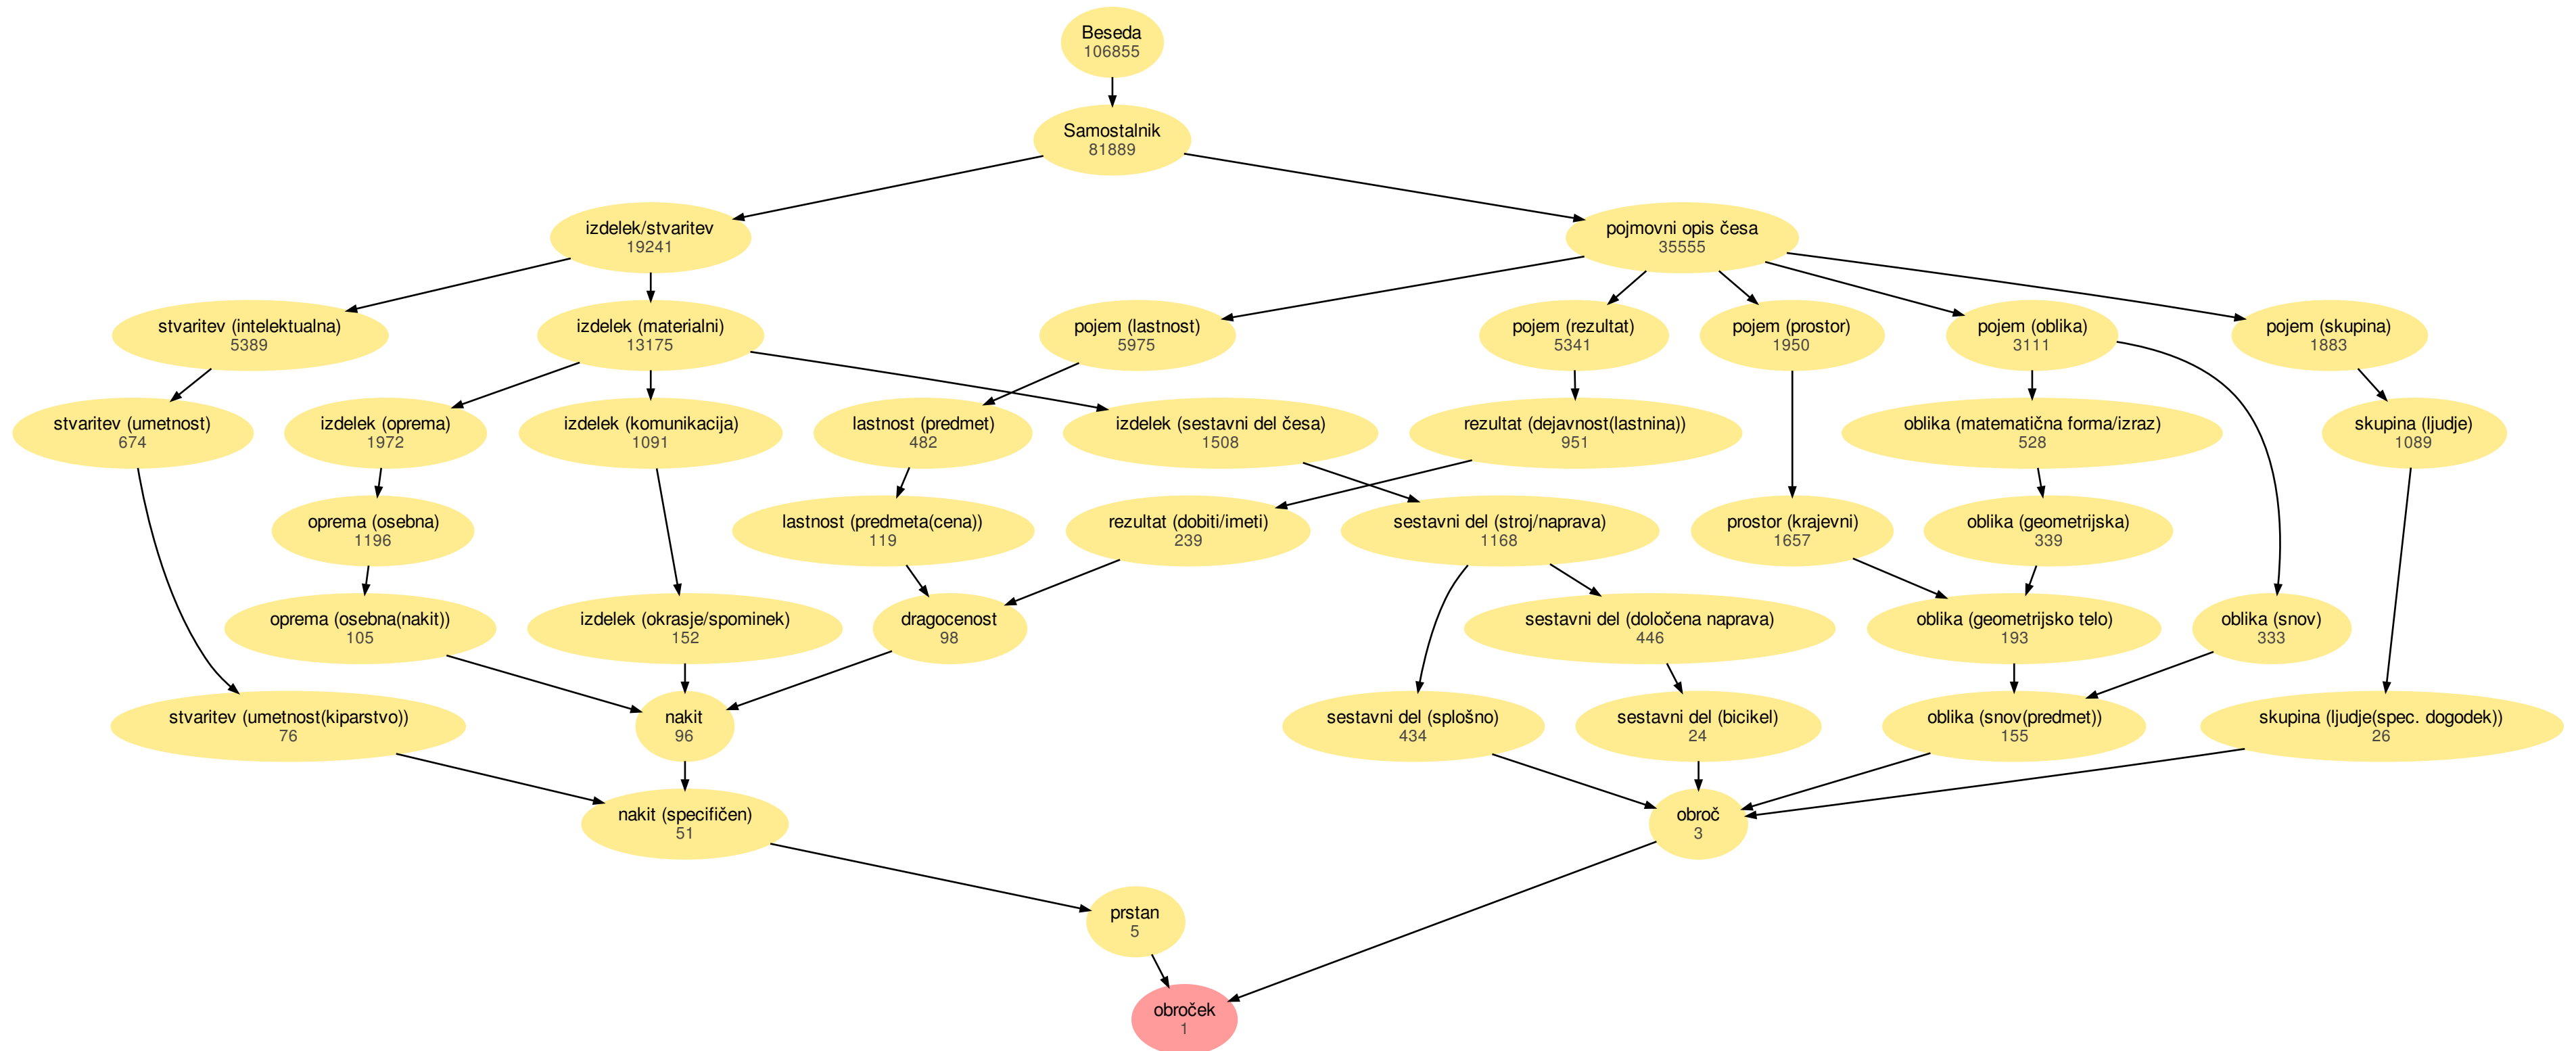 Beseda
106855
Samostalnik
81889
izdelek/stvaritev
19241
pojmovni opis česa
35555
stvaritev (intelektualna)
5389
izdelek (materialni)
13175
pojem (lastnost)
5975
pojem (rezultat)
5341
pojem (prostor)
1950
pojem (oblika)
3111
pojem (skupina)
1883
stvaritev (umetnost)
674
izdelek (oprema)
1972
izdelek (komunikacija)
1091
lastnost (predmet)
482
izdelek (sestavni del česa)
1508
rezultat (dejavnost(lastnina))
951
oblika (matematična forma/izraz)
528
skupina (ljudje)
1089
oprema (osebna)
1196
lastnost (predmeta(cena))
119
rezultat (dobiti/imeti)
239
sestavni del (stroj/naprava)
1168
prostor (krajevni)
1657
oblika (geometrijska)
339
oprema (osebna(nakit))
105
izdelek (okrasje/spominek)
152
dragocenost
98
sestavni del (določena naprava)
446
oblika (geometrijsko telo)
193
oblika (snov)
333
stvaritev (umetnost(kiparstvo))
76
nakit
96
sestavni del (splošno)
434
sestavni del (bicikel)
24
oblika (snov(predmet))
155
skupina (ljudje(spec. dogodek))
26
nakit (specifičen)
51
obroč
3
prstan
5
obroček
1